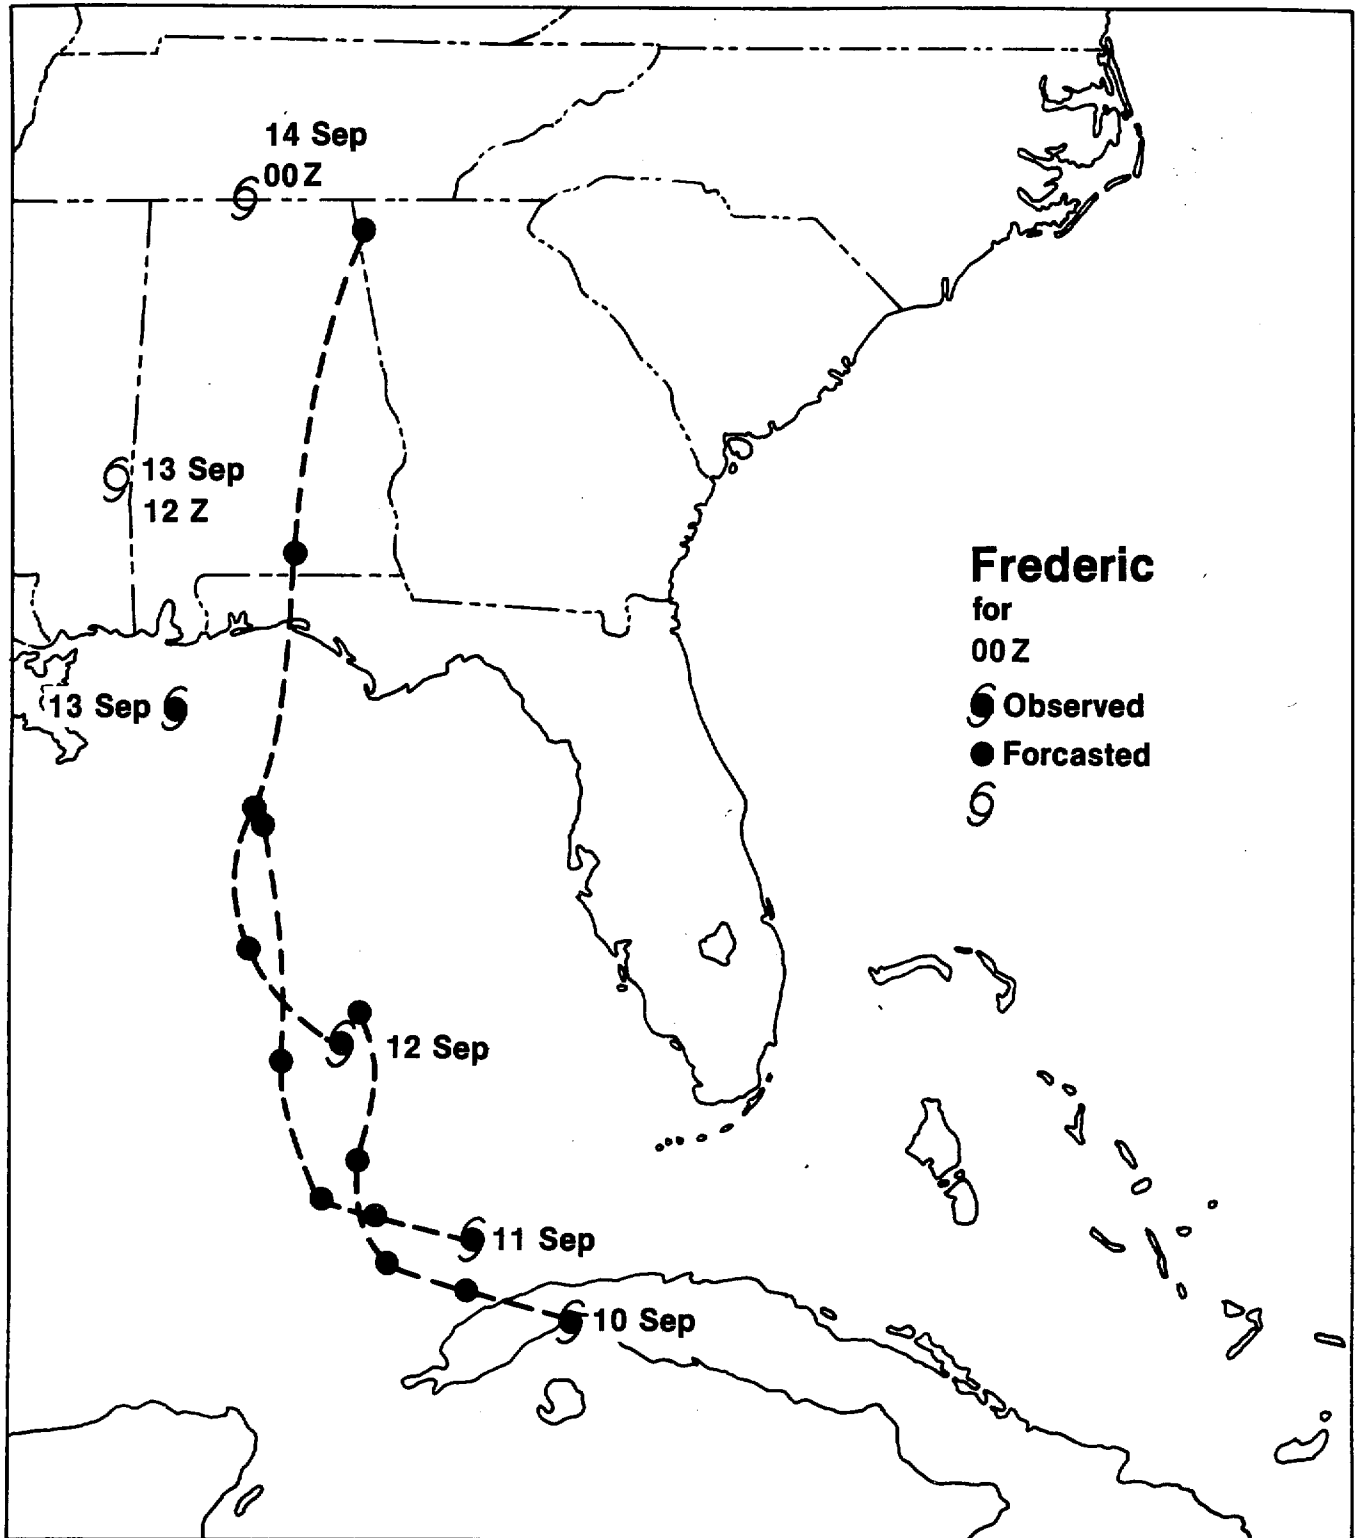 14 Sep
00 Z
13 Sep
12 Z
Frederic
for
00 Z
13 Sep
Observed
Forcasted
12 Sep
11 Sep
10 Sep